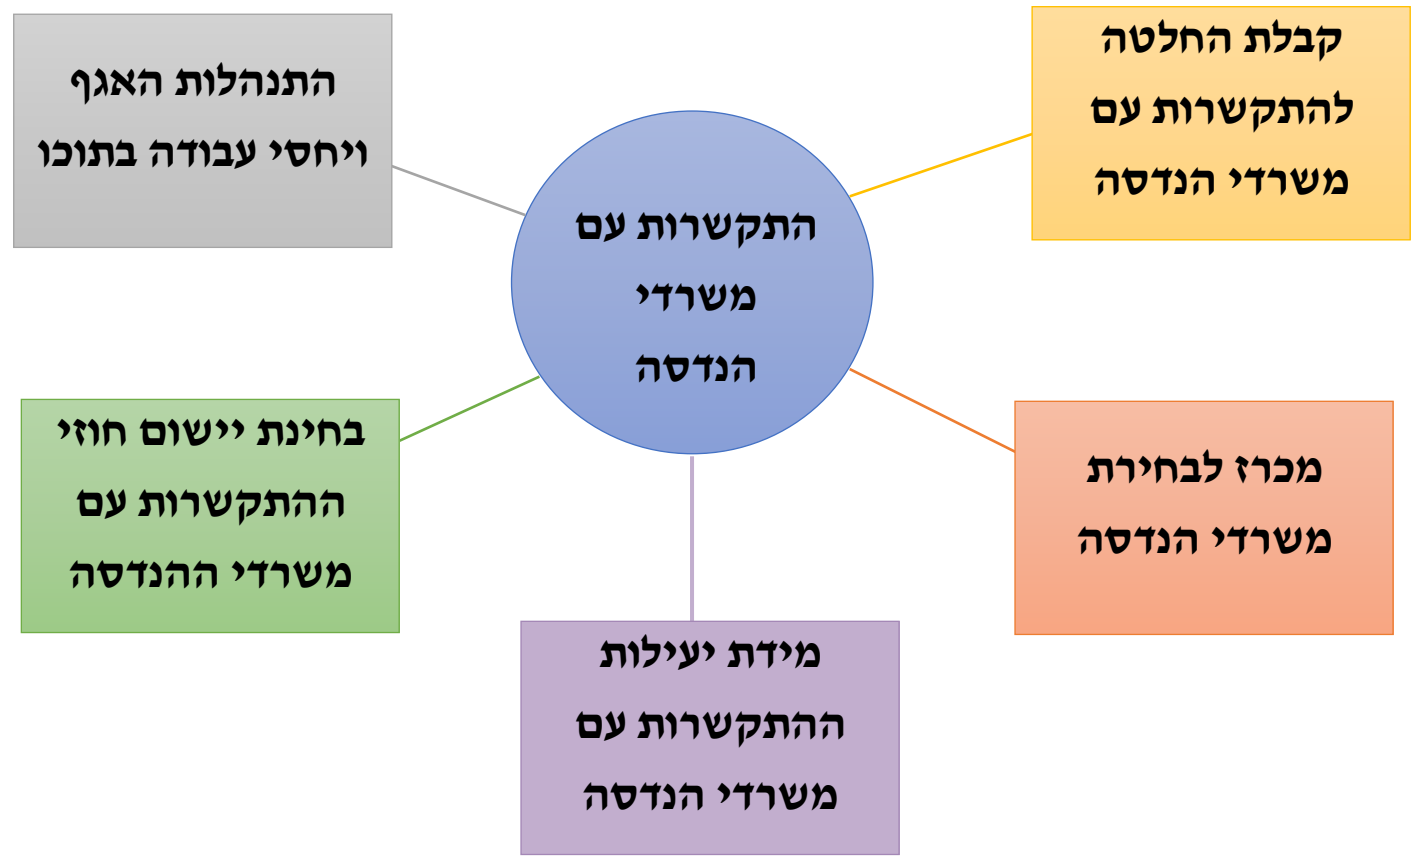 קבלת החלטה
להתקשרות עם
משרדי הנדסה
התנהלות האגף
ויחסי עבודה בתוכו
התקשרות עם
משרדי
הנדסה
מכרז לבחירת
משרדי הנדסה
בחינת יישום חוזי
ההתקשרות עם
משרדי ההנדסה
מידת יעילות
ההתקשרות עם
משרדי הנדסה